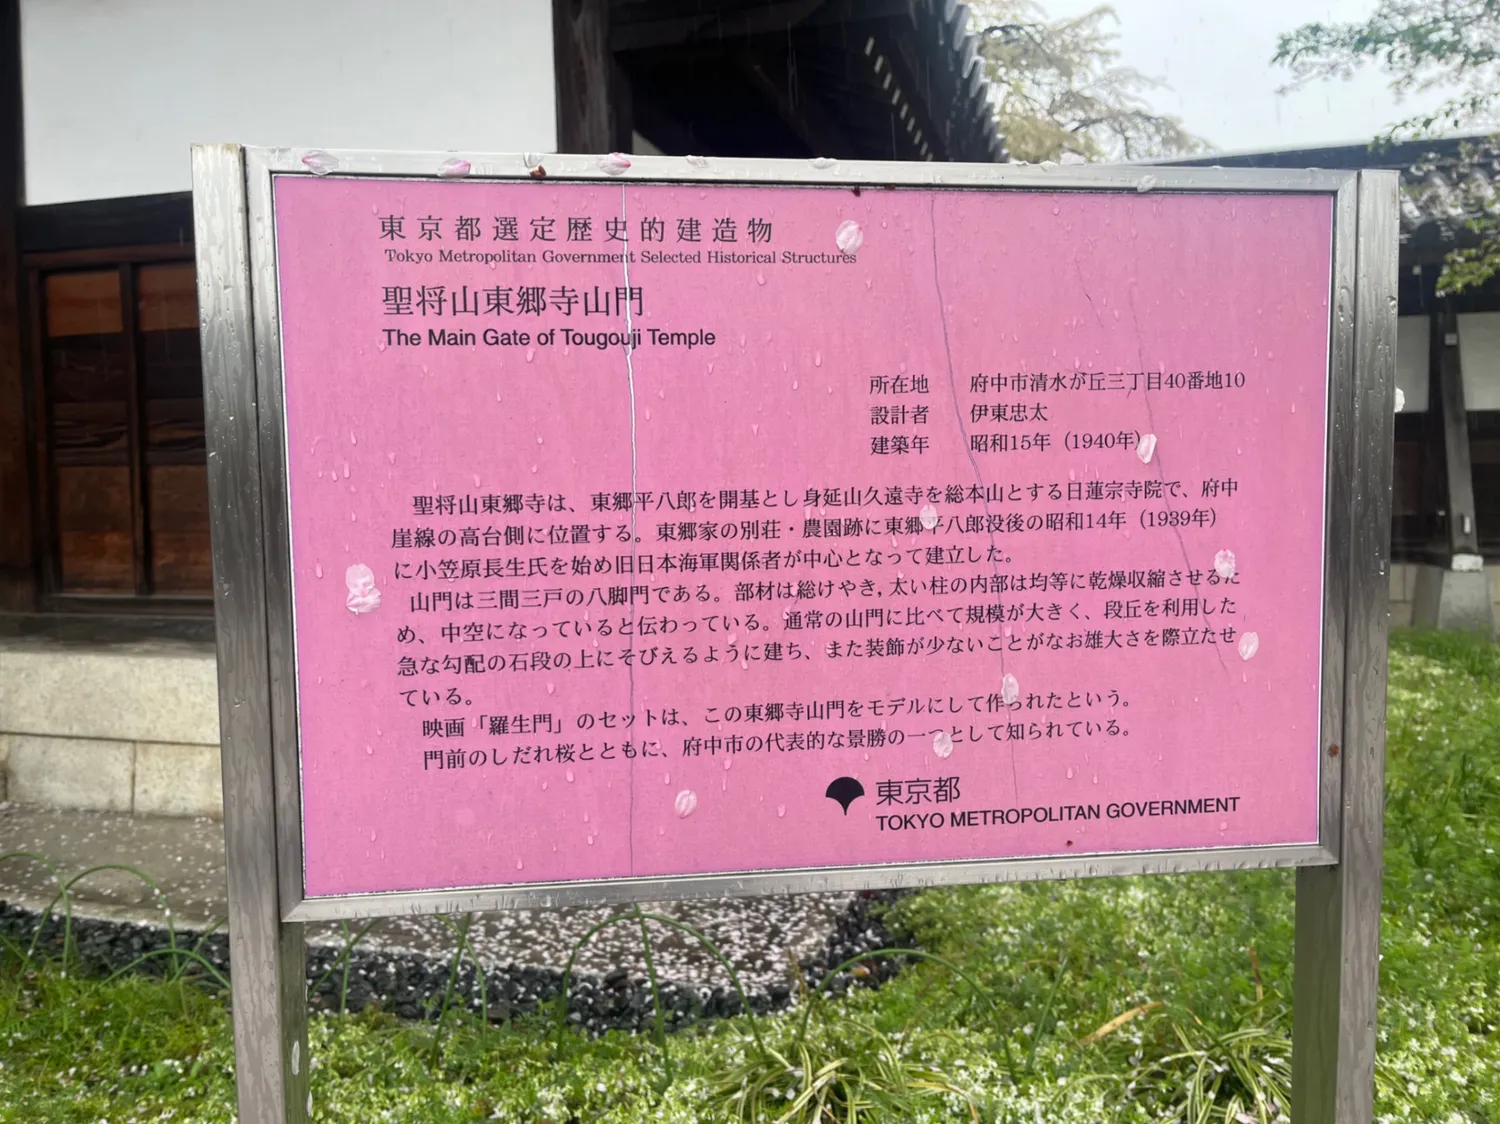 東京都選定歴史的建造物
Tokyo Metropolitan Government Selected Historical Structures
聖将山東郷寺山門
The Main Gate of Tougouji Temple
所在地 府中市清水が丘三丁目40番地10
設計者 伊東忠太
建築年 昭和15年（1940年）
聖将山東郷寺は、東郷平八郎を開基とし身延山久遠寺を総本山とする日蓮宗寺院で、府中
崖線の高台側に位置する。東郷家の別荘・農園跡に東郷平八郎没後の昭和14年（1939年）
に小笠原長生氏を始め旧日本海軍関係者が中心となって建立した。
山門は三間三戸の八脚門である。部材は総けやき，太い柱の内部は均等に乾燥収縮させるた
め、中空になっていると伝わっている。通常の山門に比べて規模が大きく、段丘を利用した
急な勾配の石段の上にそびえるように建ち、また装飾が少ないことがなお雄大さを際立たせ
ている。
映画「羅生門」のセットは、この東郷寺山門をモデルにして作られたという。
門前のしだれ桜とともに、府中市の代表的な景勝の一つとして知られている。
東京都
TOKYO METROPOLITAN GOVERNMENT